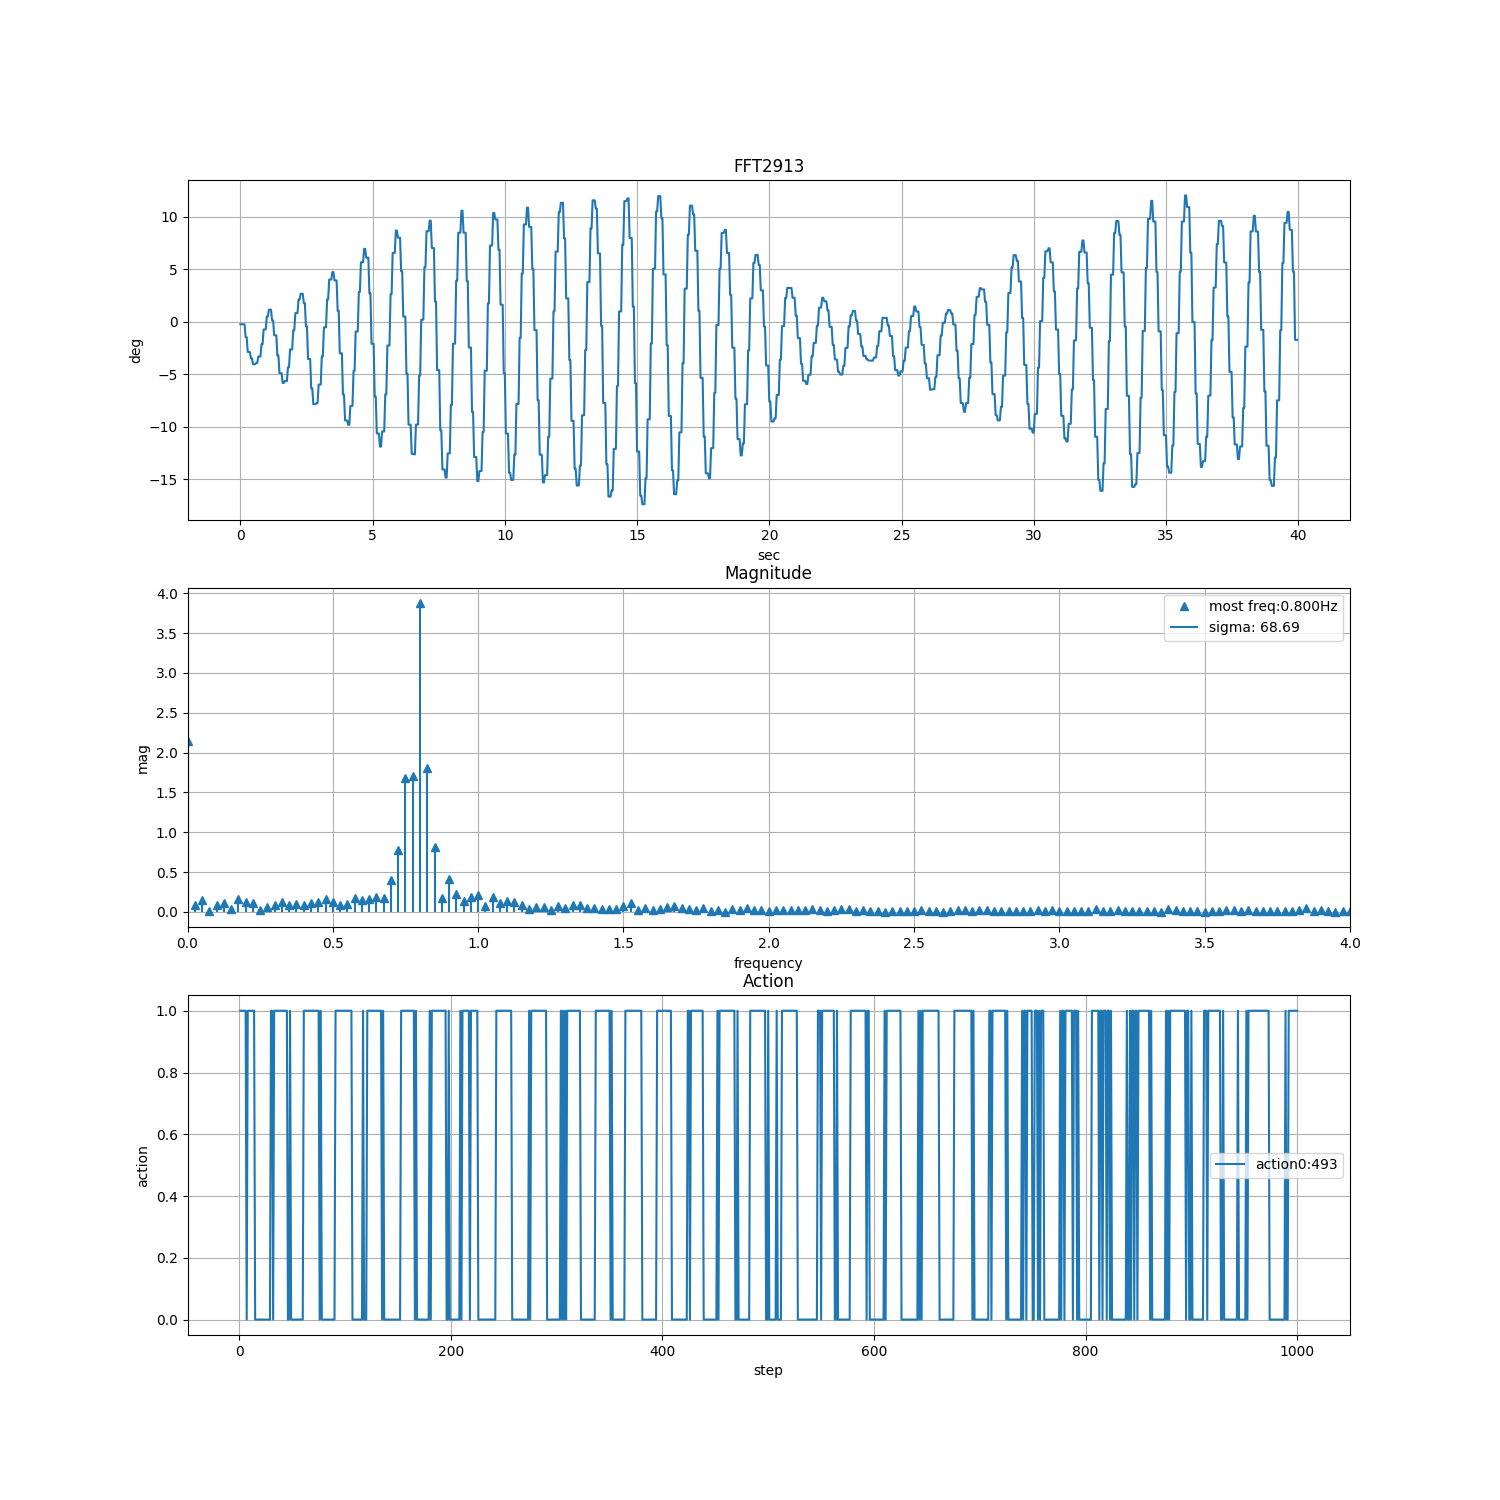 FFT2913
10
5
0
−5
−10
−15
deg
0 5 10 15 20 25 30 35 40
sec
Magnitude
4.0
3.5
3.0
2.5
2.0
1.5
1.0
0.5
0.0
mag
most freq:0.800Hz
sigma: 68.69
0.0 0.5 1.0 1.5 2.0 2.5 3.0 3.5 4.0
frequency
Action
1.0
0.8
0.6
0.4
0.2
0.0
action
action0:493
0 200 400 600 800 1000
step